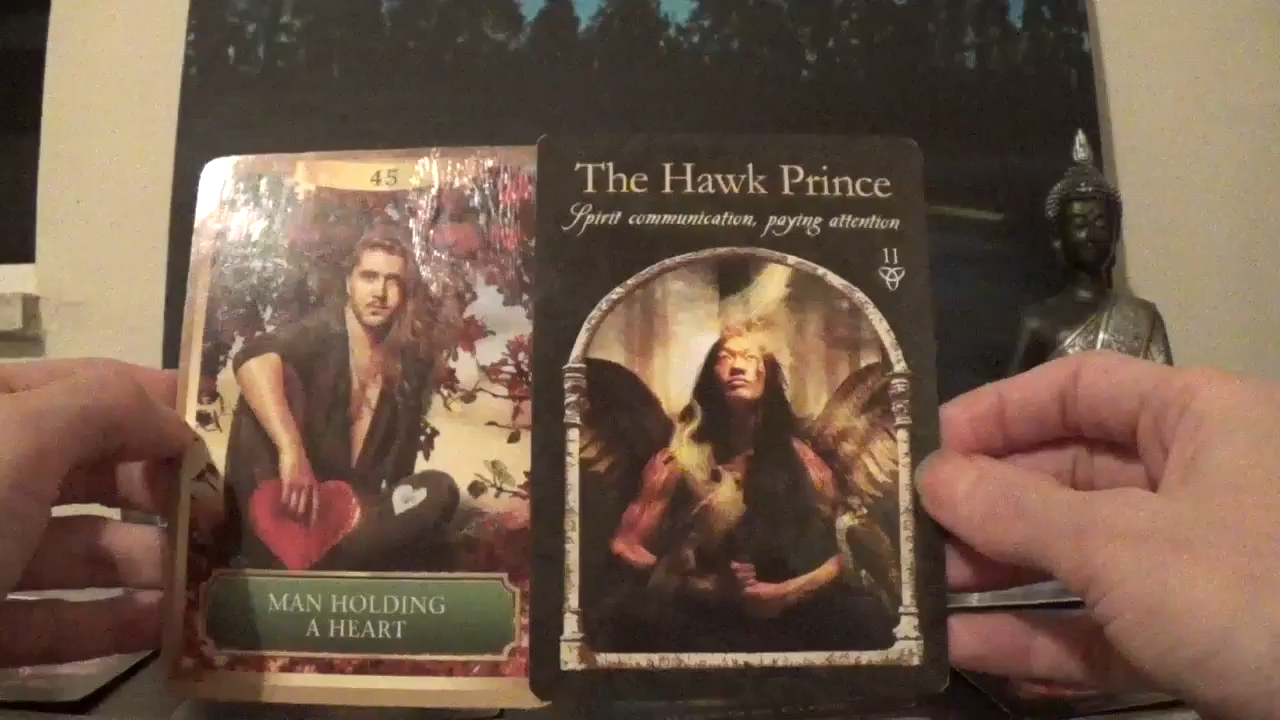 45
MAN HOLDING
A HEART
The Hawk Prince
Spirit communication, paying attention
11